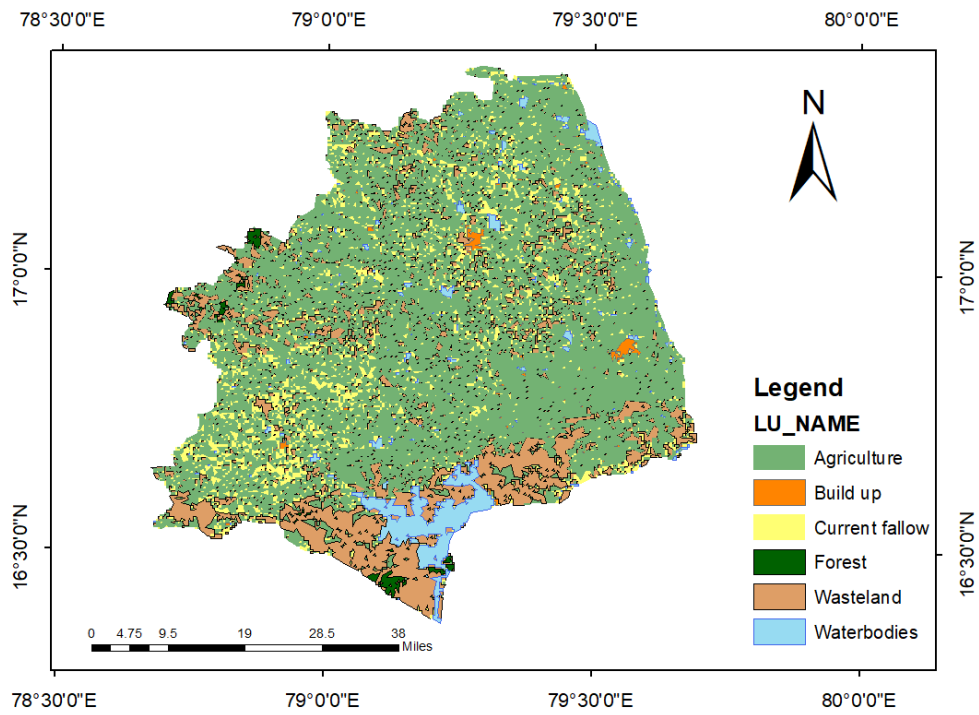 78°30'0"E 79°0'0"E 79°30'0"E 80°0'0"E
N
17°0'0"N
17°0'0"N
16°30'0"N
16°30'0"N
Legend
LU_NAME
Agriculture
Build up
Current fallow
Forest
Wasteland
Waterbodies
0 4.75 9.5 19 28.5 38
Miles
78°30'0"E 79°0'0"E 79°30'0"E 80°0'0"E